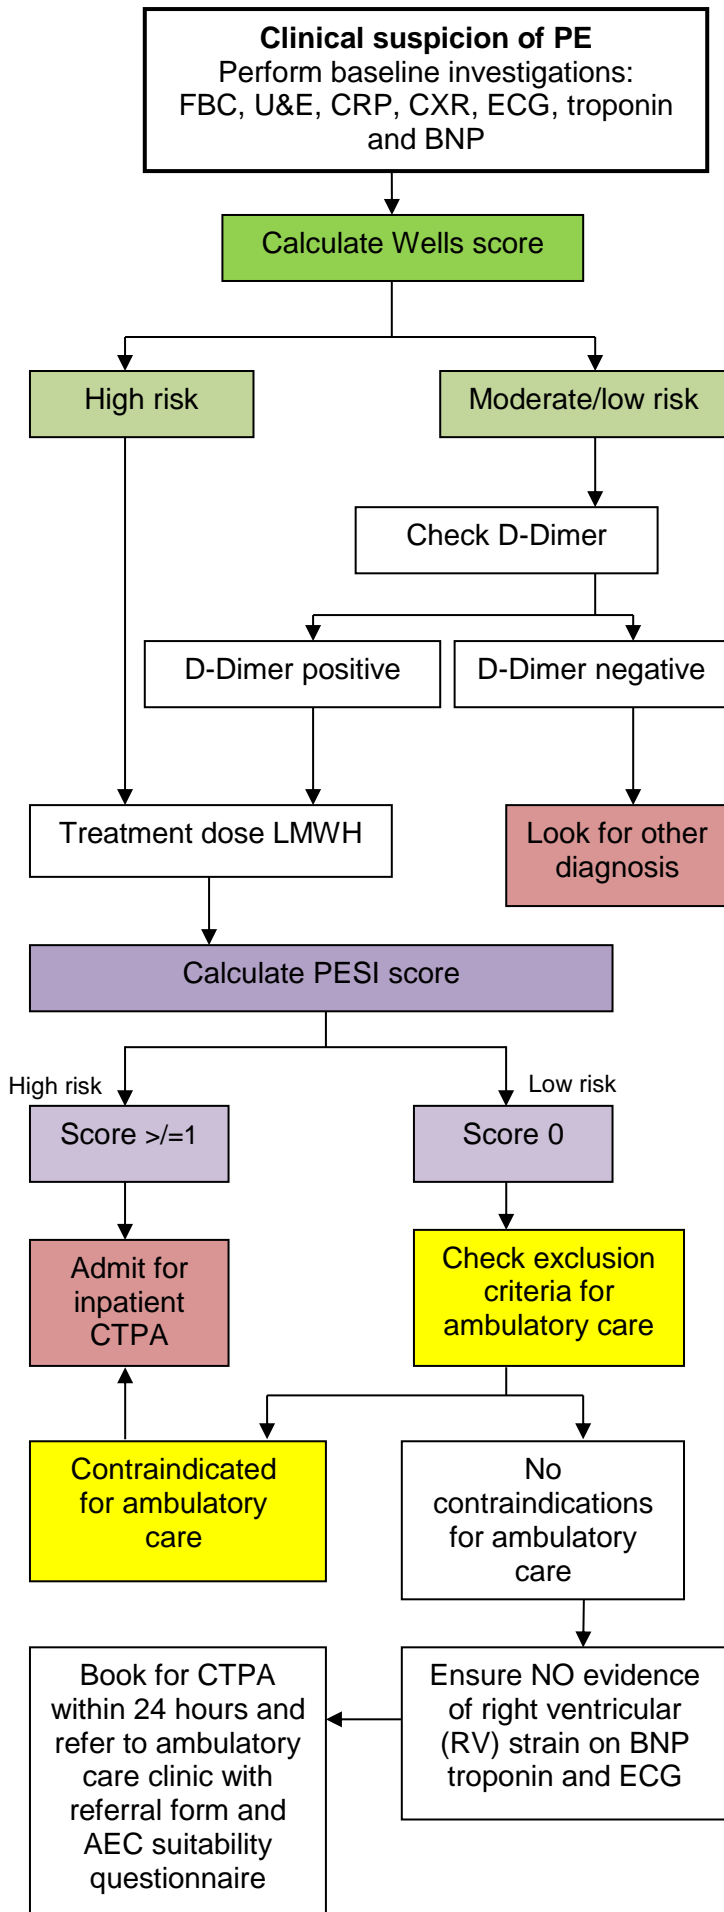 Clinical suspicion of PE
Perform baseline investigations:
FBC, U&E, CRP, CXR, ECG, troponin
and BNP
Calculate Wells score
High risk
Moderate/low risk
Check D-Dimer
D-Dimer positive
D-Dimer negative
Treatment dose LMWH
Look for other
diagnosis
Calculate PESI score
High risk
Low risk
Score >/=1
Score 0
Admit for
inpatient
CTPA
Check exclusion
criteria for
ambulatory care
Contraindicated
for ambulatory
care
No
contraindications
for ambulatory
care
Book for CTPA
within 24 hours and
refer to ambulatory
care clinic with
referral form and
AEC suitability
questionnaire
Ensure NO evidence
of right ventricular
(RV) strain on BNP
troponin and ECG